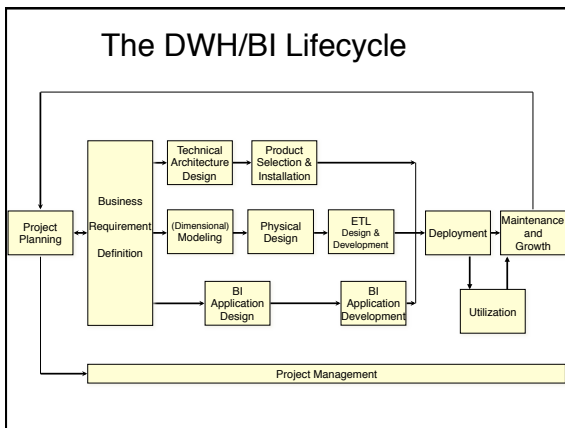 The DWH/BI Lifecycle
Technical
Architecture
Design
Product
Selection &
Installation
Project
Planning
Business
Requirement
Definition
(Dimensional)
Modeling
Physical
Design
ETL
Design &
Development
Deployment
Maintenance
and
Growth
BI
Application
Design
BI
Application
Development
Utilization
Project Management